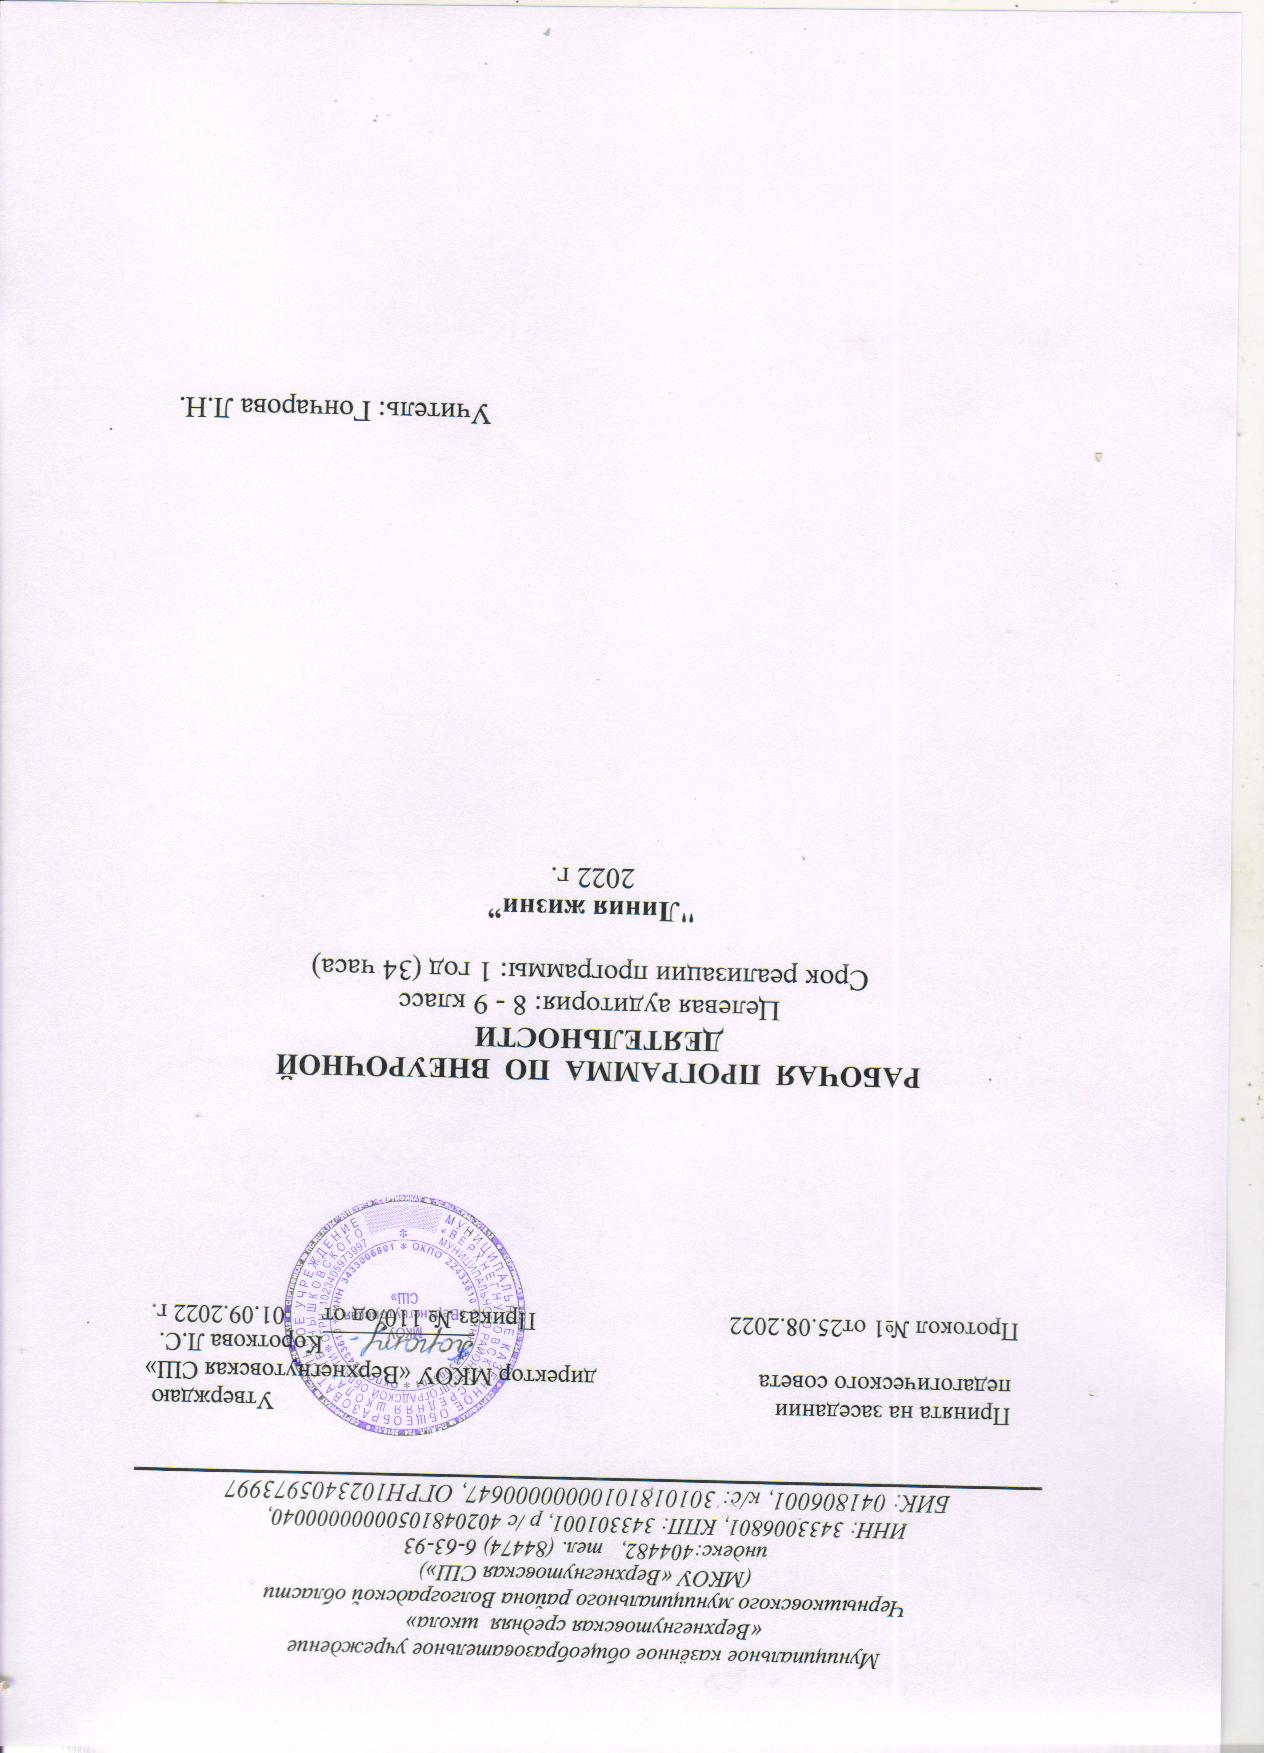 Муниципальное казённое общеобразовательное учреждение
«Верхнегнутовская средняя школа»
Чернышковского муниципального района Волгоградской области
(МКОУ «Верхнегнутовская СШ»)
индекс:404482, тел. (84474) 6-63-93
ИНН: 3433006801, КПП: 343301001, р /с 40204810500000000040,
БИК: 041806001, к/с: 30101810100000000647, ОГРН1023405973997
Принята на заседании
педагогического совета
Протокол №1 от25.08.2022
Утверждаю
директор МКОУ «Верхнегнутовская СШ»
Короткова Л.С.
Приказ № 110/ од от 01.09.2022 г.
РАБОЧАЯ ПРОГРАММА ПО ВНЕУРОЧНОЙ
ДЕЯТЕЛЬНОСТИ
Целевая аудитория: 8 - 9 класс
Срок реализации программы: 1 год (34 часа)
"Линия жизни”
2022 г.
Учитель: Гончарова Л.Н.